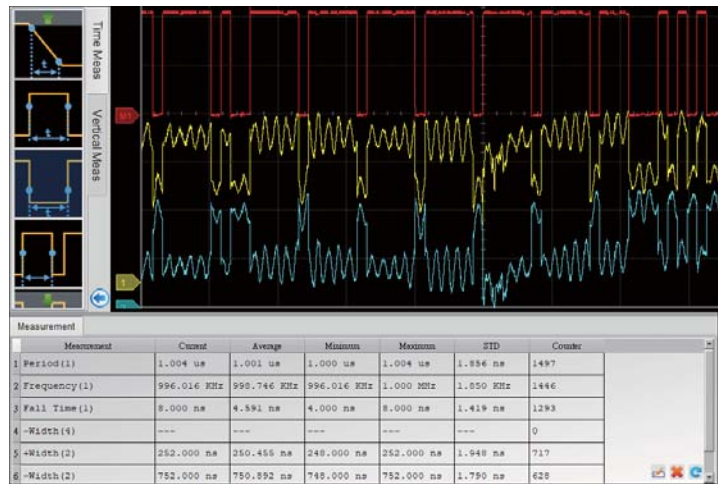 Time Meas
Vertical Meas
M1
1
Measurement
Measurement Current Average Minimum Maximum STD Counter
1 Period(1) 1.004 us 1.001 us 1.000 us 1.004 us 1.856 ns 1497
2 Frequency(1) 996.016 KHz 998.746 KHz 996.016 KHz 1.000 MHz 1.850 KHz 1446
3 Fall Time(1) 8.000 ns 4.591 ns 4.000 ns 8.000 ns 1.419 ns 1293
4 -Width(4) --- --- --- --- --- 0
5 +Width(2) 252.000 ns 250.455 ns 248.000 ns 252.000 ns 1.948 ns 717
6 -Width(2) 752.000 ns 750.892 ns 748.000 ns 752.000 ns 1.790 ns 628